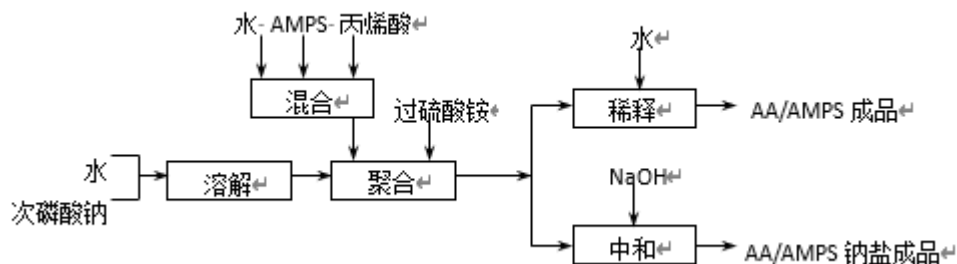 水- AMPS- 丙烯酸↵
水↵
混合↵
过硫酸铵↵
稀释↵
AA/AMPS 成品↵
水
次磷酸钠
溶解↵
聚合↵
NaOH↵
中和↵
AA/AMPS 钠盐成品↵